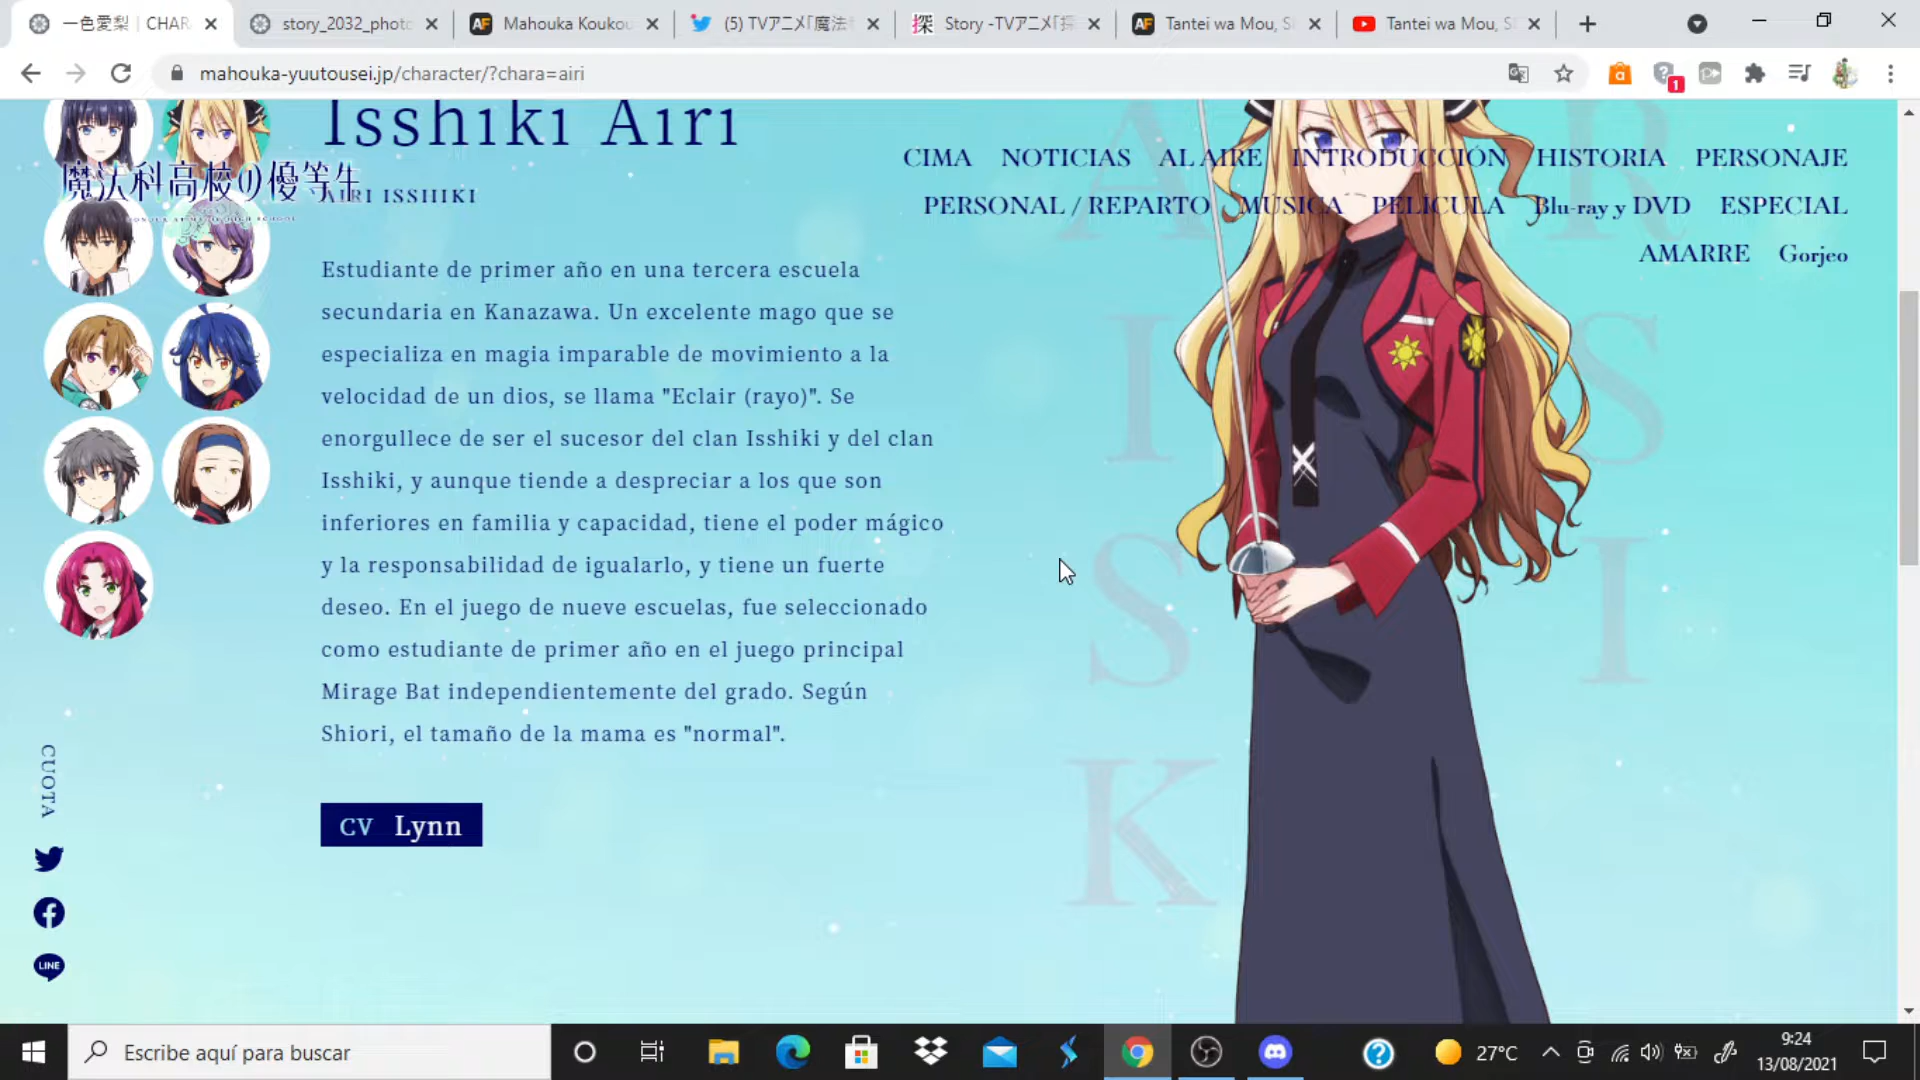 一色愛梨 | CHAR
story_2032_photo
Mahouka Koukou
(5) TVアニメ「魔法
Story -TVアニメ「探
Tantei wa Mou, S
Tantei wa Mou, S
mahouka-yuutousei.jp/character/?chara=airi
1
Isshiki Airi
魔法科高校の優等生
AIRI ISSHIKI
CIMA NOTICIAS AL AIRE INTRODUCCIÓN HISTORIA PERSONAJE
PERSONAL / REPARTO MÚSICA PELÍCULA Blu-ray y DVD ESPECIAL
AMARRE Gorjeo
Estudiante de primer año en una tercera escuela
secundaria en Kanazawa. Un excelente mago que se
especializa en magia imparable de movimiento a la
velocidad de un dios, se llama "Eclair (rayo)". Se
enorgullece de ser el sucesor del clan Isshiki y del clan
Isshiki, y aunque tiende a despreciar a los que son
inferiores en familia y capacidad, tiene el poder mágico
y la responsabilidad de igualarlo, y tiene un fuerte
deseo. En el juego de nueve escuelas, fue seleccionado
como estudiante de primer año en el juego principal
Mirage Bat independientemente del grado. Según
Shiori, el tamaño de la mama es "normal".
CV Lynn
CUOTA
LINE
Escribe aquí para buscar
27°C
9:24
13/08/2021